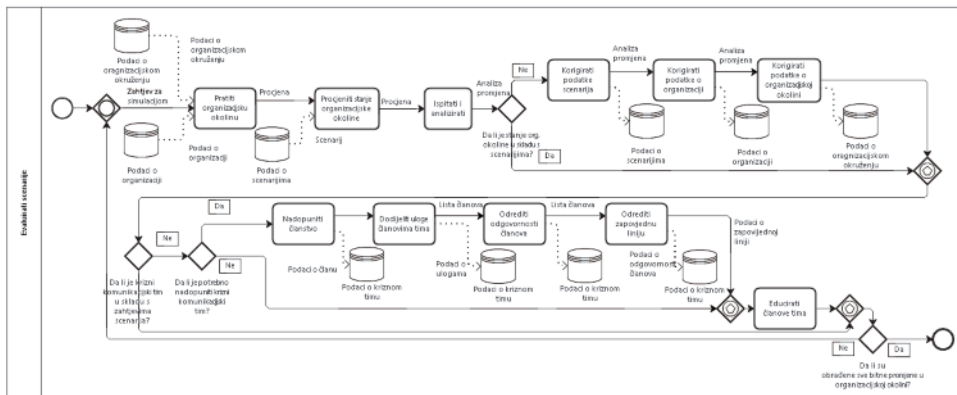 Evaluirati scenarije
Podaci o
oragnizacijskom
okruženju
Podaci o
organizacijskom
okruženju
Zahtjev za
simulacijom
Podaci o
organizaciji
Podaci o
organizaciji
Pratiti
organizacijsku
okolinu
Procjena
Podaci o
scenarijima
Scenarij
Procjeniti stanje
organizacijske
okoline
Procjena
Ispitati i
analizirati
Analiza
promjena
Da li je stanje org.
okoline u skladu s
scenarijima?
Ne
Da
Korigirati
podatke
scenarija
Podaci o
scenarijima
Analiza
promjena
Korigirati
podatke o
organizaciji
Podaci o
organizaciji
Analiza
promjena
Korigirati
podatke o
organizacijskoj
okolini
Podaci o
oragnizacijskom
okruženju
Da li je krizni
komunikacijski tim
u skladu s
zahtjevima
scenarija?
Ne
Da li je potrebno
nadopuniti krizni
komunikacijski
tim?
Da
Ne
Nadopuniti
članstvo
Podaci o članu
Podaci o kriznom
timu
Dodijeliti uloge
članovima tima
Podaci o
ulogama
Podaci o kriznom
timu
Lista članova
Odrediti
odgovornosti
članova
Podaci o kriznom
timu
Lista članova
Odrediti
zapovjednu
liniju
Podaci o
odgovornosti
članova
Podaci o kriznom
timu
Podaci o
zapovjednoj
liniji
Educirati
članove tima
Ne
Da
Da li su
obrađene sve bitne promjene u
organizacijskoj okolini?